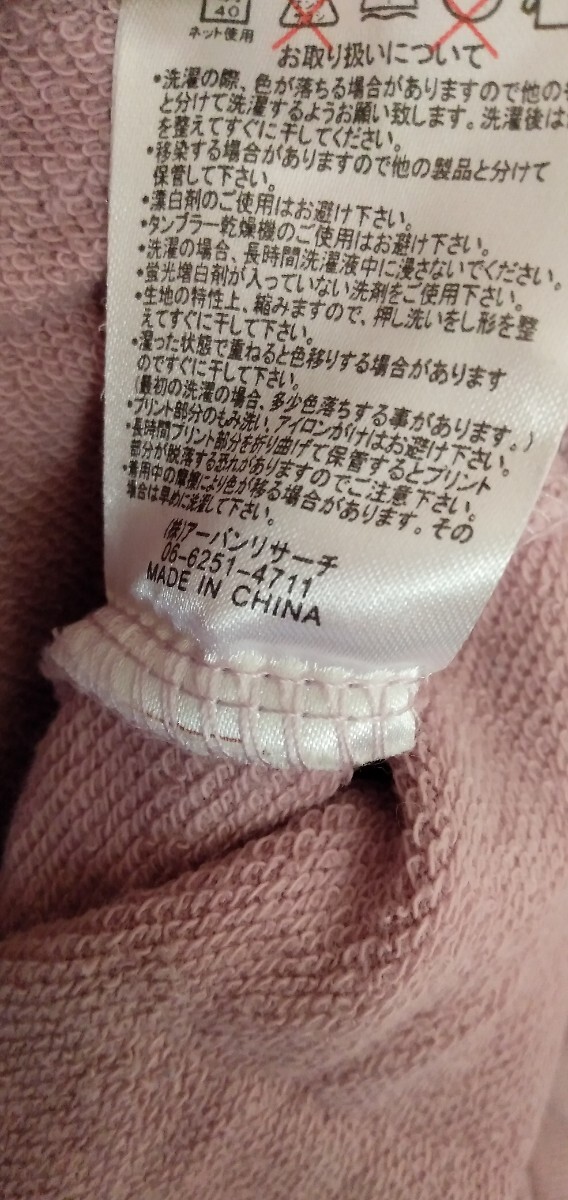 40
ネット使用
お取り扱いについて
•洗濯の際、色が落ちる場合がありますので他の
と分けて洗濯するようお願い致します。洗濯後は
を整えてすぐに干してください。
•移染する場合がありますので他の製品と分けて
保管して下さい。
•漂白剤のご使用はお避け下さい。
•タンブラー乾燥機のご使用はお避け下さい。
•洗濯の場合、長時間洗濯液中に浸さないでください。
•蛍光増白剤が入っていない洗剤をご使用下さい。
•生地の特性上、縮みますので、押し洗いをし形を整
えてすぐに干して下さい。
•湿った状態で重ねると色移りする場合があります
のですぐに干して下さい。
(最初の洗濯の場合、多少色落ちする事があります。)
•プリント部分のもみ洗い、アイロンがけはお避け下さい。
•長時間プリント部分を折り曲げて保管するとプリント
部分が脱落する恐れがありますのでご注意下さい。
•着用中の摩擦により色が移る場合があります。その
場合は早めに洗濯して下さい。
(株)アーバンリサーチ
06-6251-4711
MADE IN CHINA